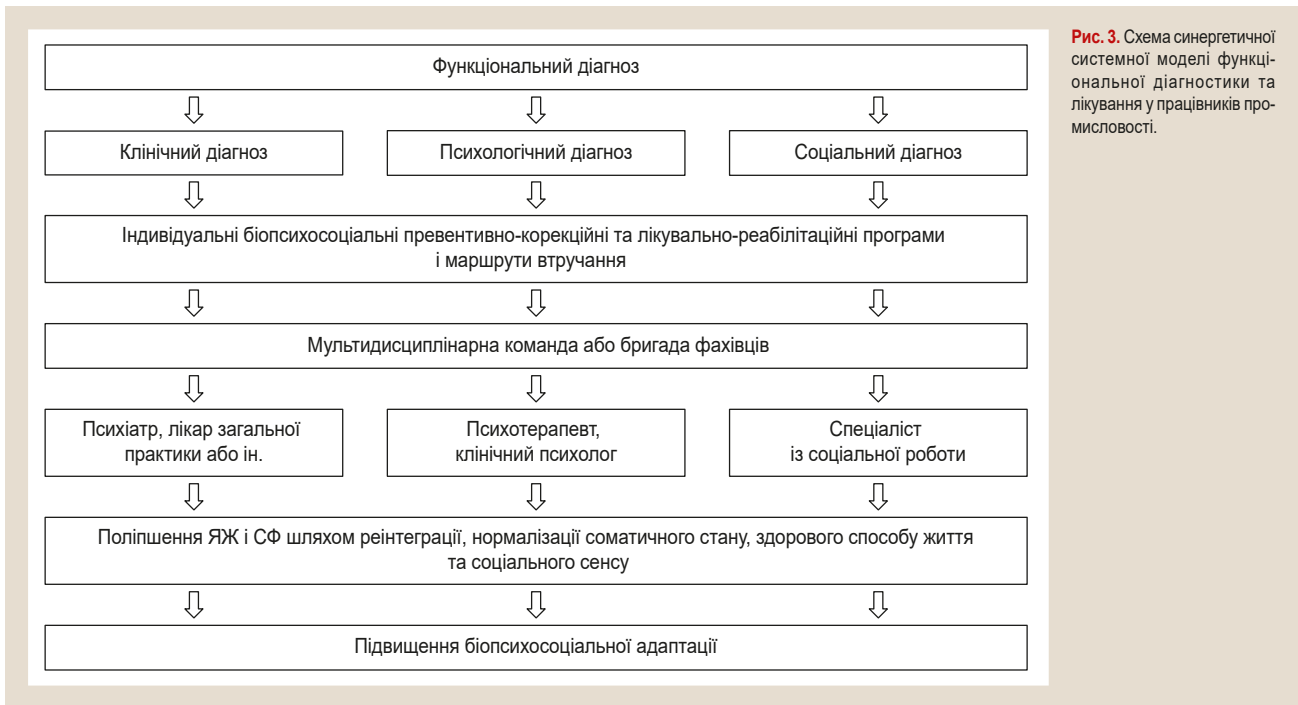 Функціональний діагноз
Клінічний діагноз
Психологічний діагноз
Соціальний діагноз
Індивідуальні біопсихосоціальні превентивно-корекційні та лікувально-реабілітаційні програми
і маршрути втручання
Мультидисциплінарна команда або бригада фахівців
Психіатр, лікар загальної
практики або ін.
Психотерапевт,
клінічний психолог
Спеціаліст
із соціальної роботи
Поліпшення ЯЖ і СФ шляхом реінтеграції, нормалізації соматичного стану, здорового способу життя
та соціального сенсу
Підвищення біопсихосоціальної адаптації
Рис. 3. Схема синергетичної
системної моделі функці-
ональної діагностики та
лікування у працівників про-
мисловості.